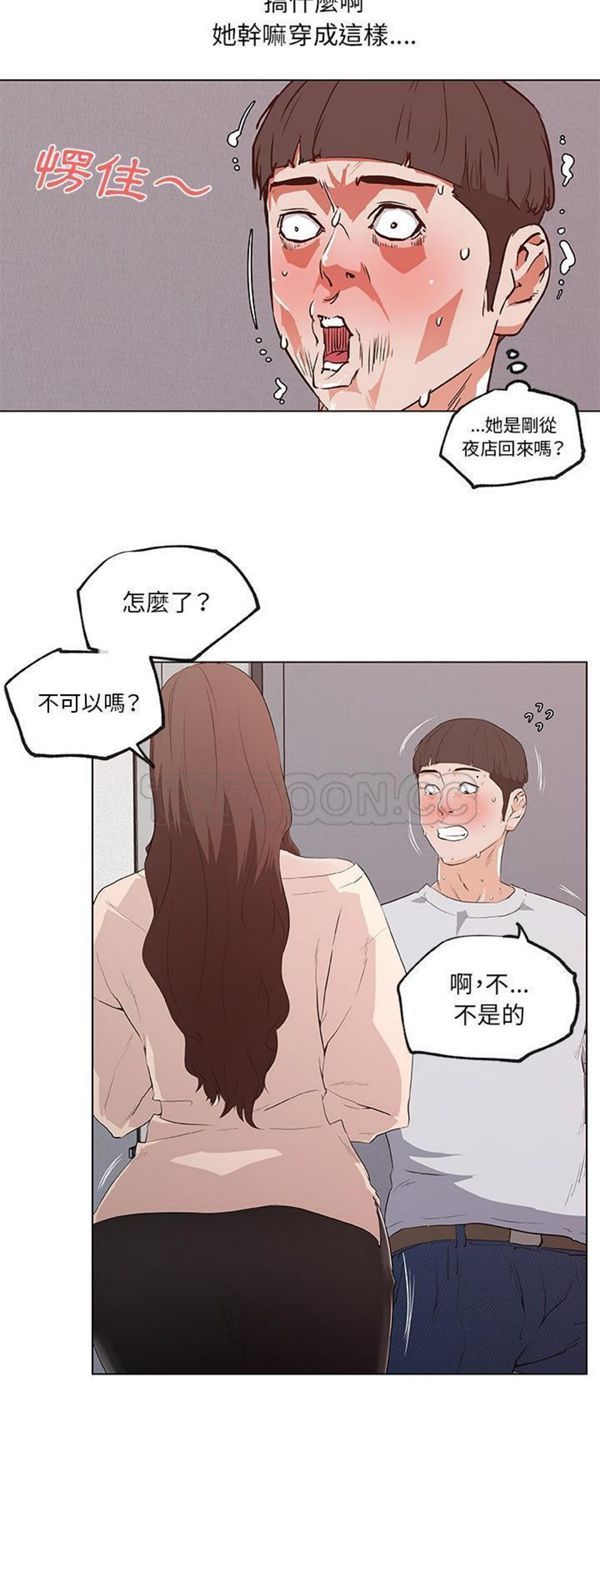 搞什麼啊
她幹嘛穿成這樣....
愣住～
...她是剛從
夜店回來嗎？
怎麼了？
不可以嗎？
啊，不...
不是的